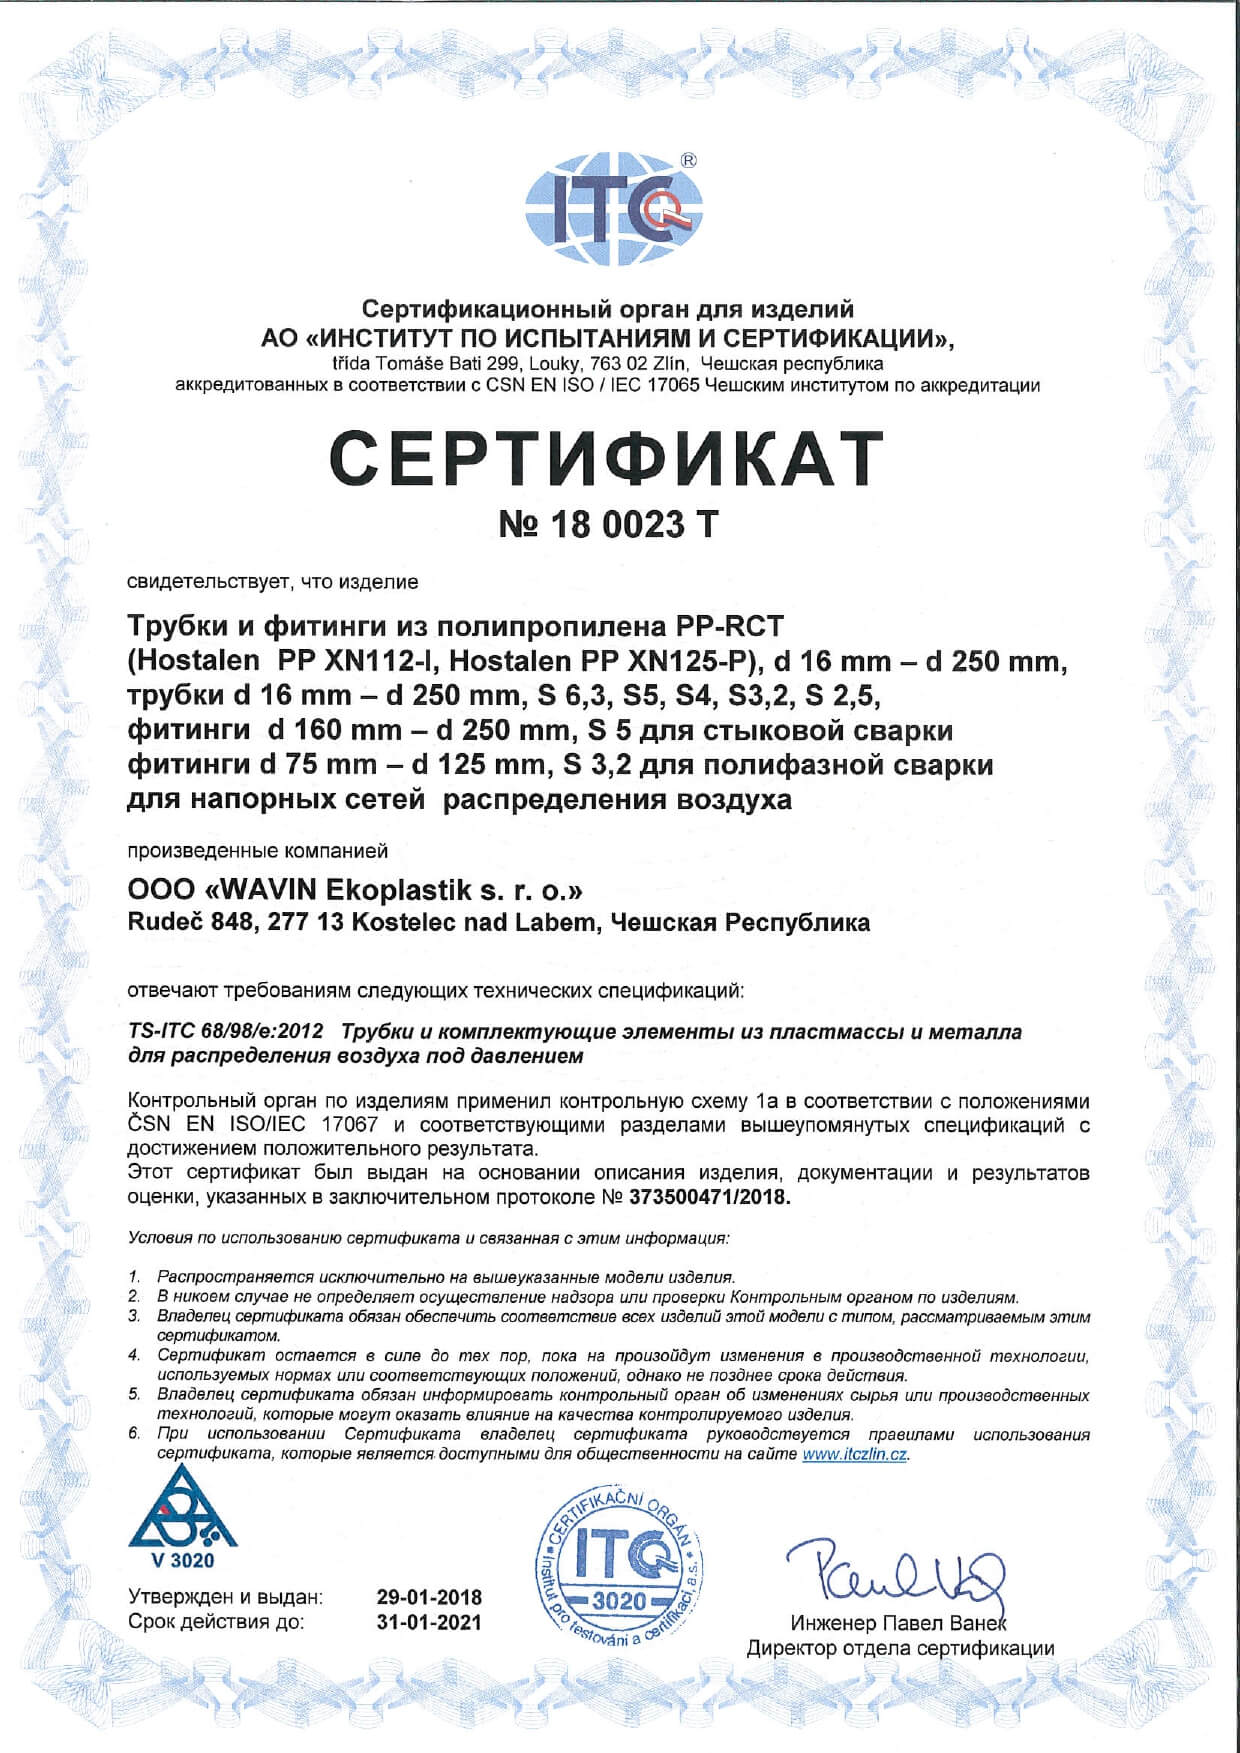 ITC ®
Сертификационный орган для изделий
АО «ИНСТИТУТ ПО ИСПЫТАНИЯМ И СЕРТИФИКАЦИИ»,
třída Tomáše Bati 299, Louky, 763 02 Zlín, Чешская республика
аккредитованных в соответствии с CSN EN ISO / IEC 17065 Чешским институтом по аккредитации
СЕРТИФИКАТ
№ 18 0023 T
свидетельствует, что изделие
Трубки и фитинги из полипропилена PP-RCT
(Hostalen PP XN112-I, Hostalen PP XN125-P), d 16 mm – d 250 mm,
трубки d 16 mm – d 250 mm, S 6,3, S5, S4, S3,2, S 2,5,
фитинги d 160 mm – d 250 mm, S 5 для стыковой сварки
фитинги d 75 mm – d 125 mm, S 3,2 для полифазной сварки
для напорных сетей распределения воздуха
произведенные компанией
ООО «WAVIN Ekoplastik s. r. o.»
Rudeč 848, 277 13 Kostelec nad Labem, Чешская Республика
отвечают требованиям следующих технических спецификаций:
TS-ITC 68/98/e:2012 Трубки и комплектующие элементы из пластмассы и металла
для распределения воздуха под давлением
Контрольный орган по изделиям применил контрольную схему 1a в соответствии с положениями
ČSN EN ISO/IEC 17067 и соответствующими разделами вышеупомянутых спецификаций с
достижением положительного результата.
Этот сертификат был выдан на основании описания изделия, документации и результатов
оценки, указанных в заключительном протоколе № 373500471/2018.
Условия по использованию сертификата и связанная с этим информация:
1. Распространяется исключительно на вышеуказанные модели изделия.
2. В никоем случае не определяет осуществление надзора или проверки Контрольным органом по изделиям.
3. Владелец сертификата обязан обеспечить соответствие всех изделий этой модели с типом, рассматриваемым этим
сертификатом.
4. Сертификат остается в силе до тех пор, пока на произойдут изменения в производственной технологии,
используемых нормах или соответствующих положений, однако не позднее срока действия.
5. Владелец сертификата обязан информировать контрольный орган об изменениях сырья или производственных
технологий, которые могут оказать влияние на качества контролируемого изделия.
6. При использовании Сертификата владелец сертификата руководствуется правилами использования
сертификата, которые является доступными для общественности на сайте www.itczlin.cz.
V 3020
CERTIFIKAČNÍ ORGÁN
ITC
3020
Institut pro testování a certifikaci, a.s.
Утвержден и выдан: 29-01-2018
Срок действия до: 31-01-2021
Инженер Павел Ванек
Директор отдела сертификации